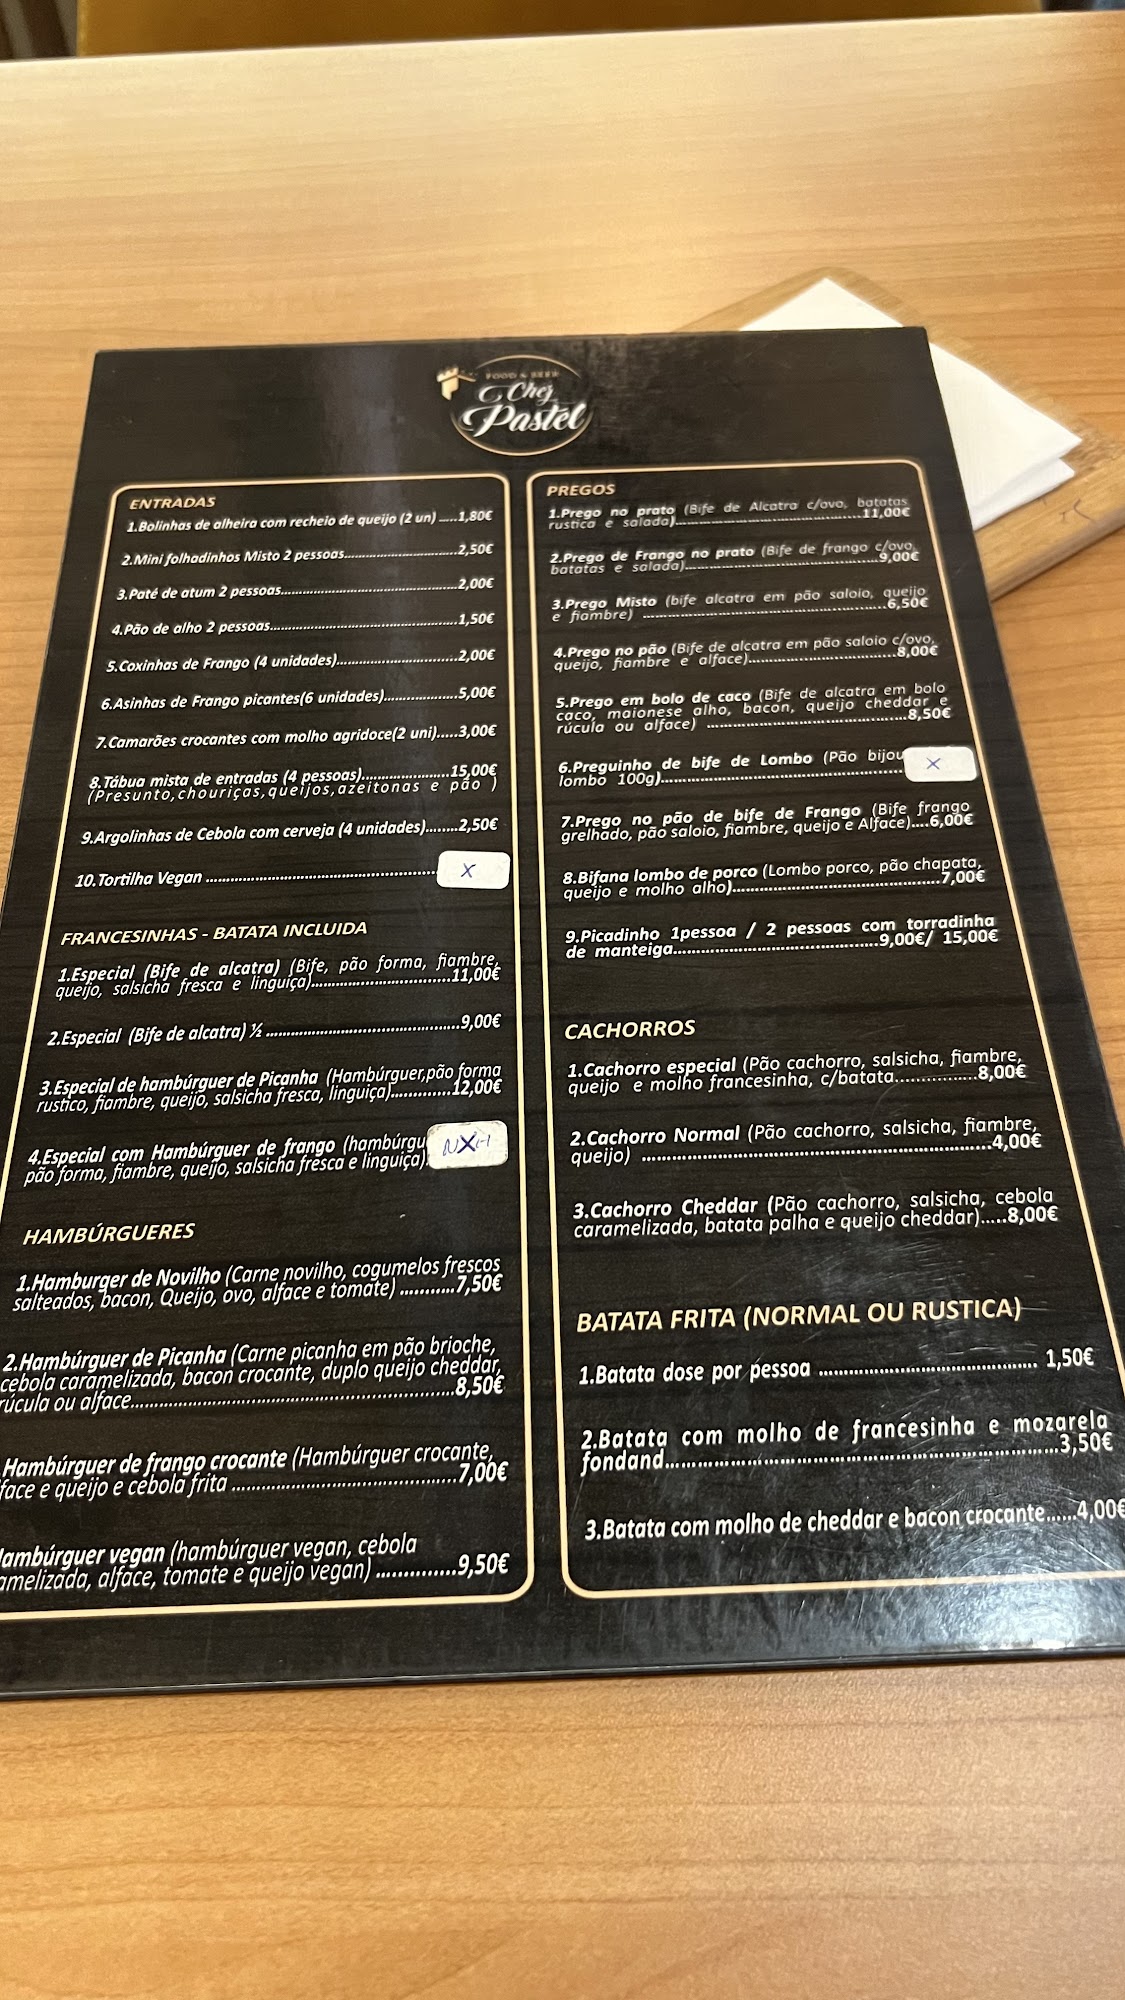 FOOD & BEER
Chez
Pastel
ENTRADAS
1.Bolinhas de alheira com recheio de queijo (2 un) .....1,80€
2.Mini folhadinhos Misto 2 pessoas..............................2,50€
3.Paté de atum 2 pessoas..............................................2,00€
4.Pão de alho 2 pessoas.................................................1,50€
5.Coxinhas de Frango (4 unidades)..............................2,00€
6.Asinhas de Frango picantes(6 unidades)..................5,00€
7.Camarões crocantes com molho agridoce(2 uni).....3,00€
8.Tábua mista de entradas (4 pessoas).....................15,00€
(Presunto,chouriças,queijos,azeitonas e pão )
9.Argolinhas de Cebola com cerveja (4 unidades)........2,50€
10.Tortilha Vegan ........................................................ X
FRANCESINHAS - BATATA INCLUIDA
1.Especial (Bife de alcatra) (Bife, pão forma, fiambre,
queijo, salsicha fresca e linguiça)..................................11,00€
2.Especial (Bife de alcatra) ½ ..............................................9,00€
3.Especial de hambúrguer de Picanha (Hambúrguer,pão forma
rustico, fiambre, queijo, salsicha fresca, linguiça)..............12,00€
4.Especial com Hambúrguer de frango (hambúrgu
pão forma, fiambre, queijo, salsicha fresca e linguiça).
HAMBÚRGUERES
1.Hamburger de Novilho (Carne novilho, cogumelos frescos
salteados, bacon, Queijo, ovo, alface e tomate) ...........7,50€
2.Hambúrguer de Picanha (Carne picanha em pão brioche,
cebola caramelizada, bacon crocante, duplo queijo cheddar,
rúcula ou alface......................................................8,50€
Hambúrguer de frango crocante (Hambúrguer crocante,
face e queijo e cebola frita .....................................7,00€
Hambúrguer vegan (hambúrguer vegan, cebola
amelizada, alface, tomate e queijo vegan) ..............9,50€
PREGOS
1.Prego no prato (Bife de Alcatra c/ovo, batatas
rustica e salada)..........................................11,00€
2.Prego de Frango no prato (Bife de frango c/ovo,
batatas e salada)............................................9,00€
3.Prego Misto (bife alcatra em pão saloio, queijo
e fiambre) ......................................................6,50€
4.Prego no pão (Bife de alcatra em pão saloio c/ovo,
queijo, fiambre e alface)..................................8,00€
5.Prego em bolo de caco (Bife de alcatra em bolo
caco, maionese alho, bacon, queijo cheddar e
rúcula ou alface) .............................................8,50€
6.Preguinho de bife de Lombo (Pão bijou
lombo 100g)...................................................... X
7.Prego no pão de bife de Frango (Bife frango
grelhado, pão saloio, fiambre, queijo e Alface)....6,00€
8.Bifana lombo de porco (Lombo porco, pão chapata,
queijo e molho alho)..............................................7,00€
9.Picadinho 1pessoa / 2 pessoas com torradinha
de manteiga...........................................9,00€/ 15,00€
CACHORROS
1.Cachorro especial (Pão cachorro, salsicha, fiambre,
queijo e molho francesinha, c/batata................8,00€
2.Cachorro Normal (Pão cachorro, salsicha, fiambre,
queijo) ...............................................................4,00€
3.Cachorro Cheddar (Pão cachorro, salsicha, cebola
caramelizada, batata palha e queijo cheddar).....8,00€
BATATA FRITA (NORMAL OU RUSTICA)
1.Batata dose por pessoa ..................................... 1,50€
2.Batata com molho de francesinha e mozarela
fondand...............................................................3,50€
3.Batata com molho de cheddar e bacon crocante......4,00€